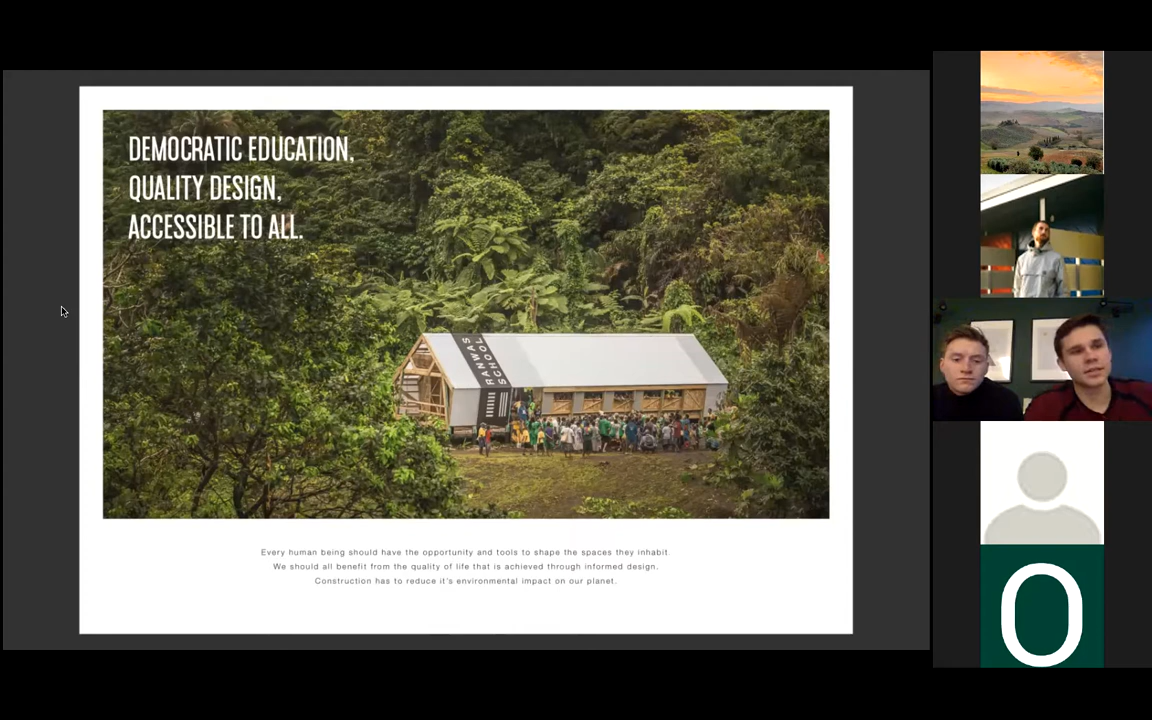 DEMOCRATIC EDUCATION,
QUALITY DESIGN,
ACCESSIBLE TO ALL.
RANWAS
SCHOOL
Every human being should have the opportunity and tools to shape the spaces they inhabit
We should all benefit from the quality of life that is achieved through informed design.
Construction has to reduce it's environmental impact on our planet.
O